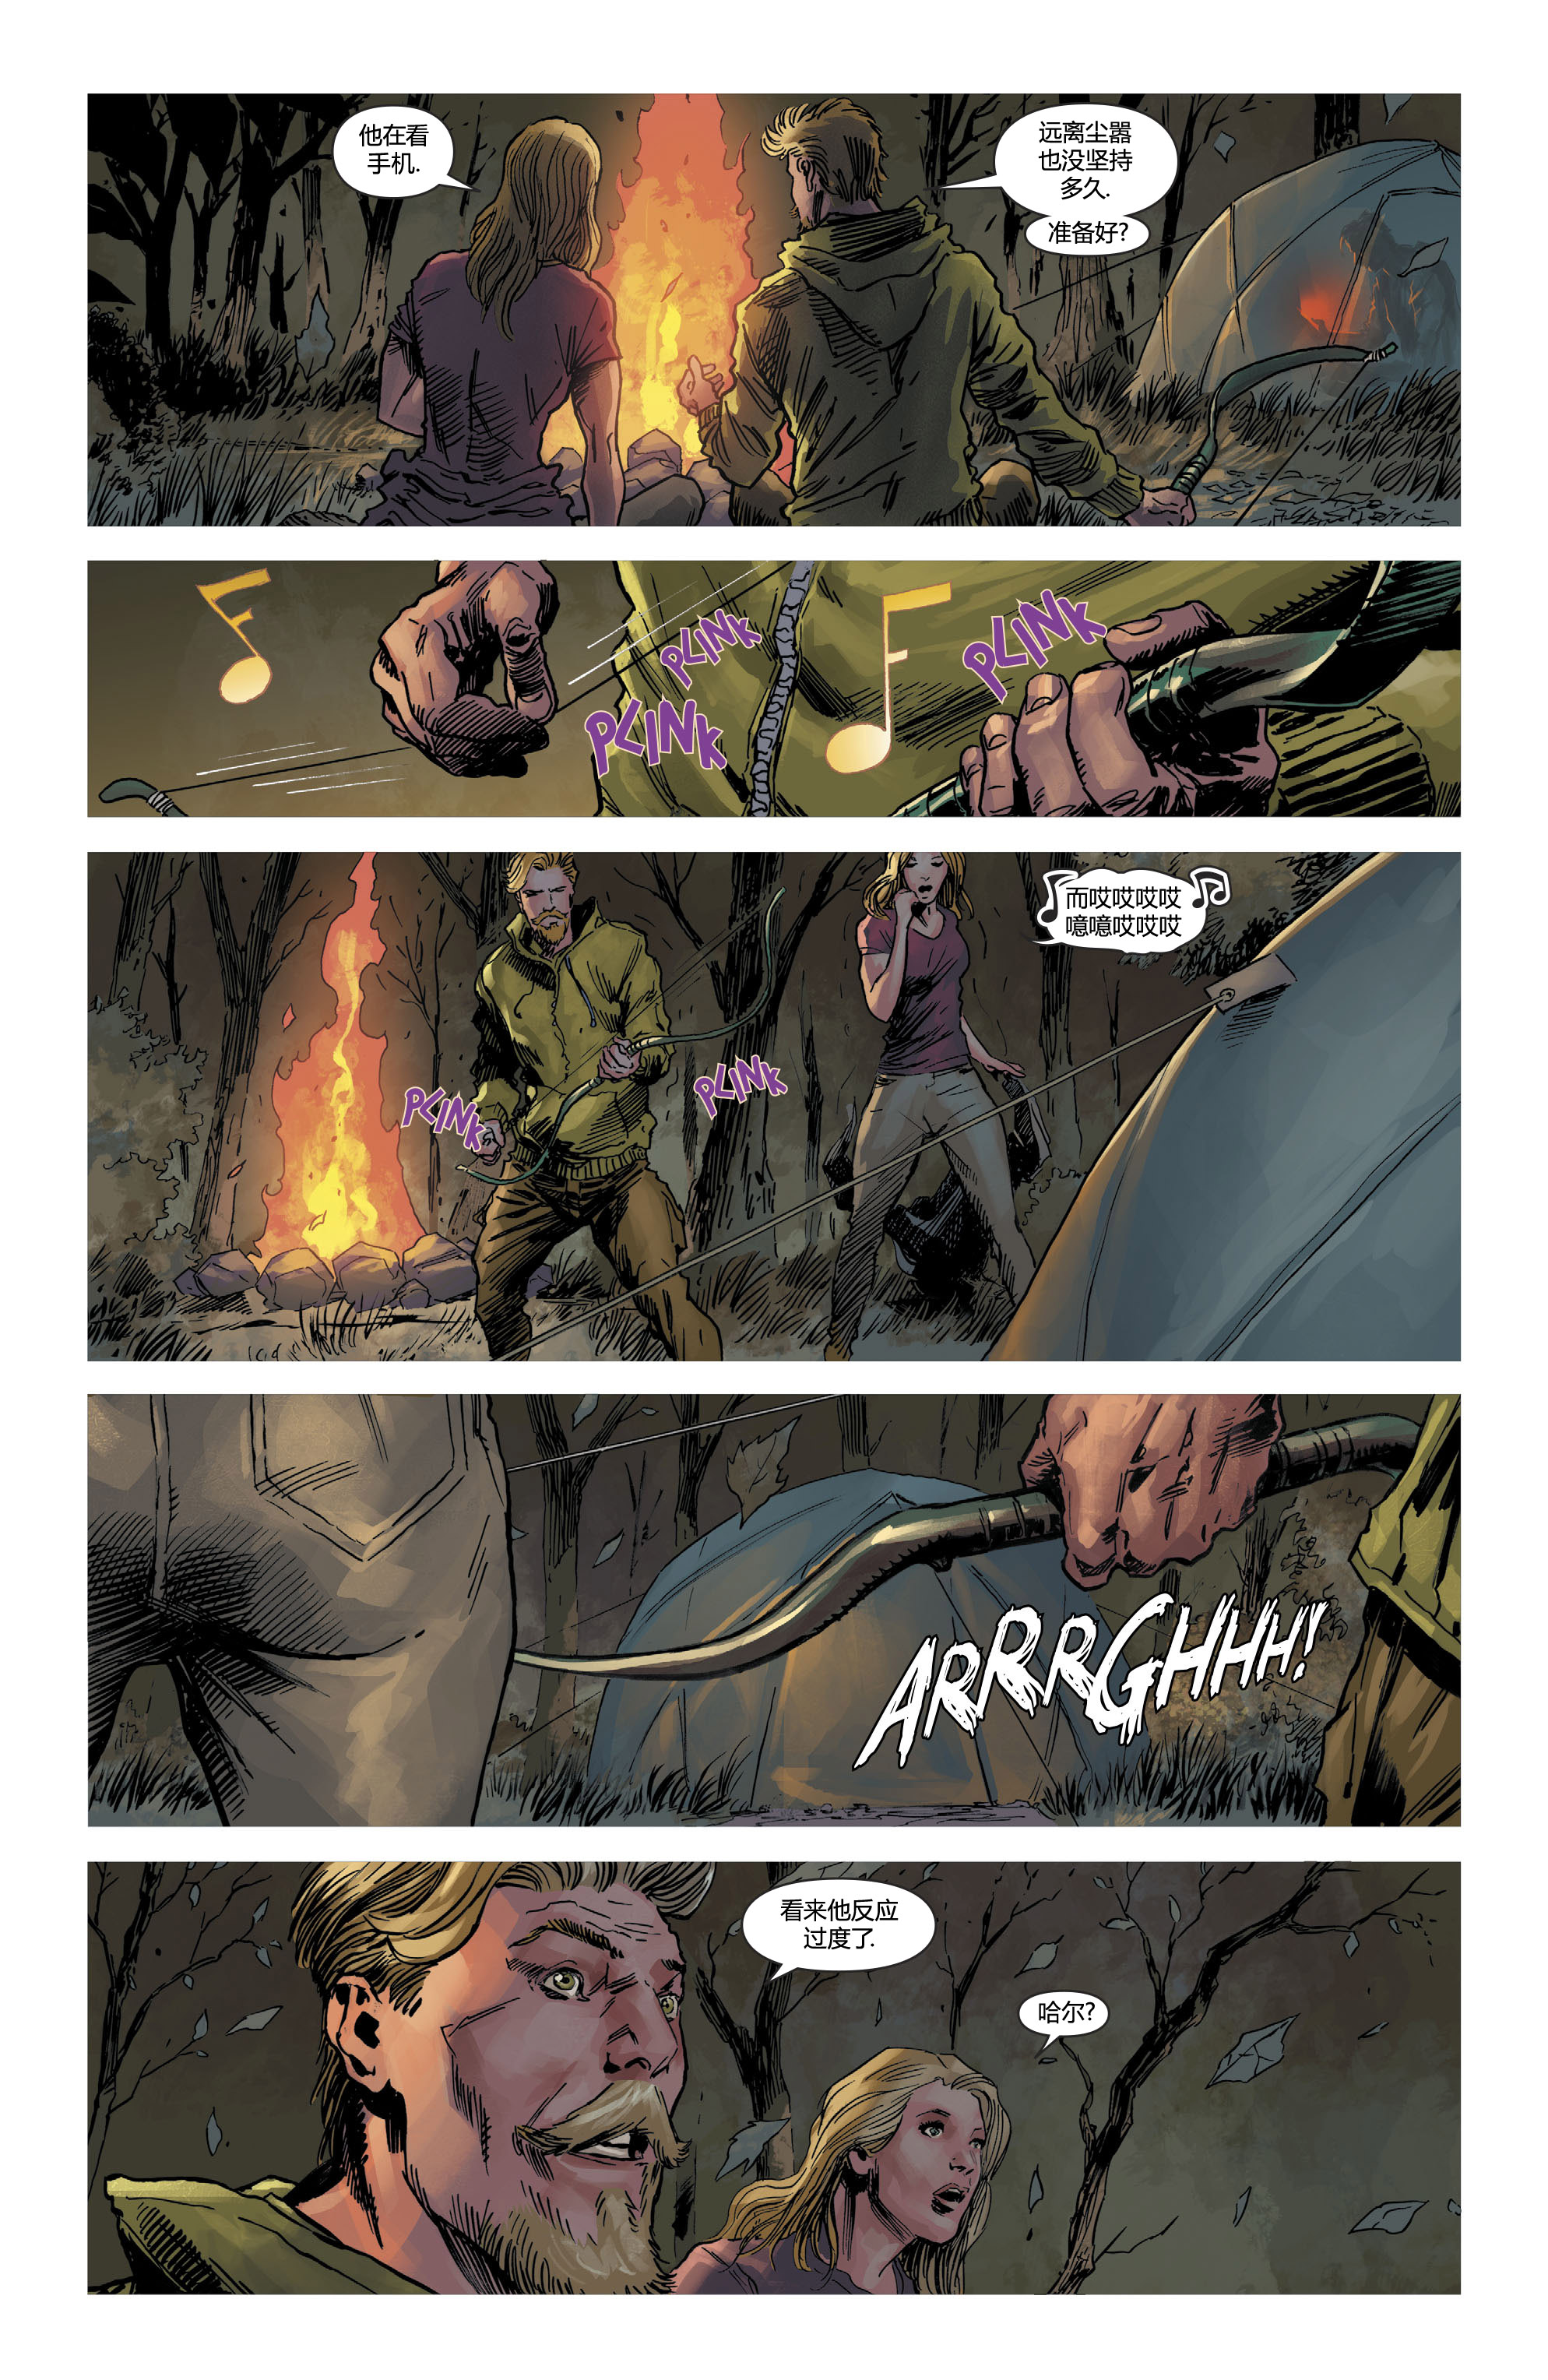 他在看
手机.
远离尘器
也没坚持
多久.
准备好?
PLINK
PLINK
PLINK
而哎哎哎哎
噫噫哎哎哎
PLINK
PLINK
ARRRGHHH!
看来他反应
过度了.
哈尔?